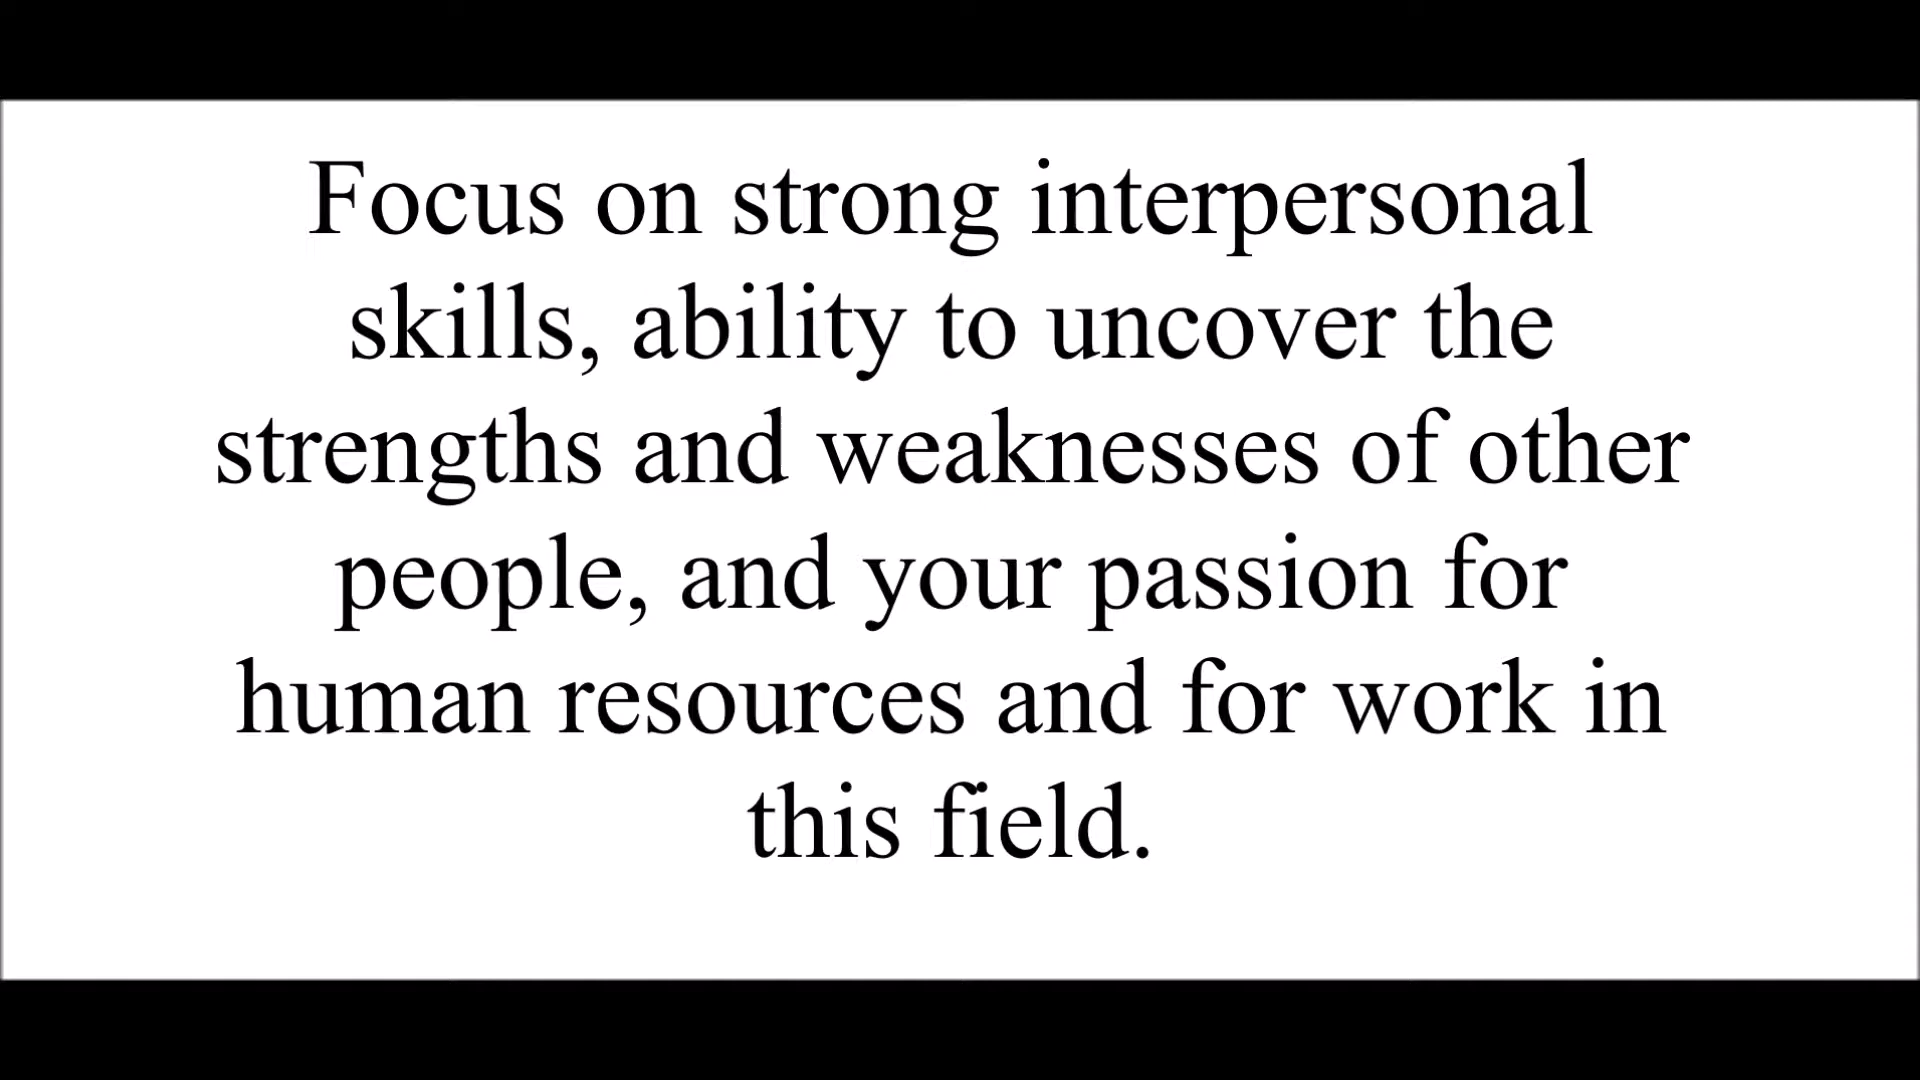 Focus on strong interpersonal
skills, ability to uncover the
strengths and weaknesses of other
people, and your passion for
human resources and for work in
this field.